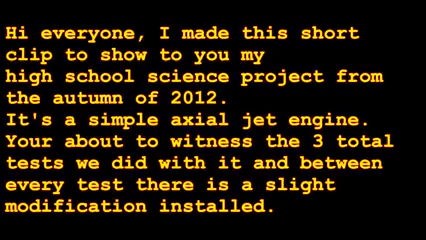 Hi everyone, I made this short
clip to show to you my
high school science project from
the autumn of 2012.
It's a simple axial jet engine.
Your about to witness the 3 total
tests we did with it and between
every test there is a slight
modification installed.